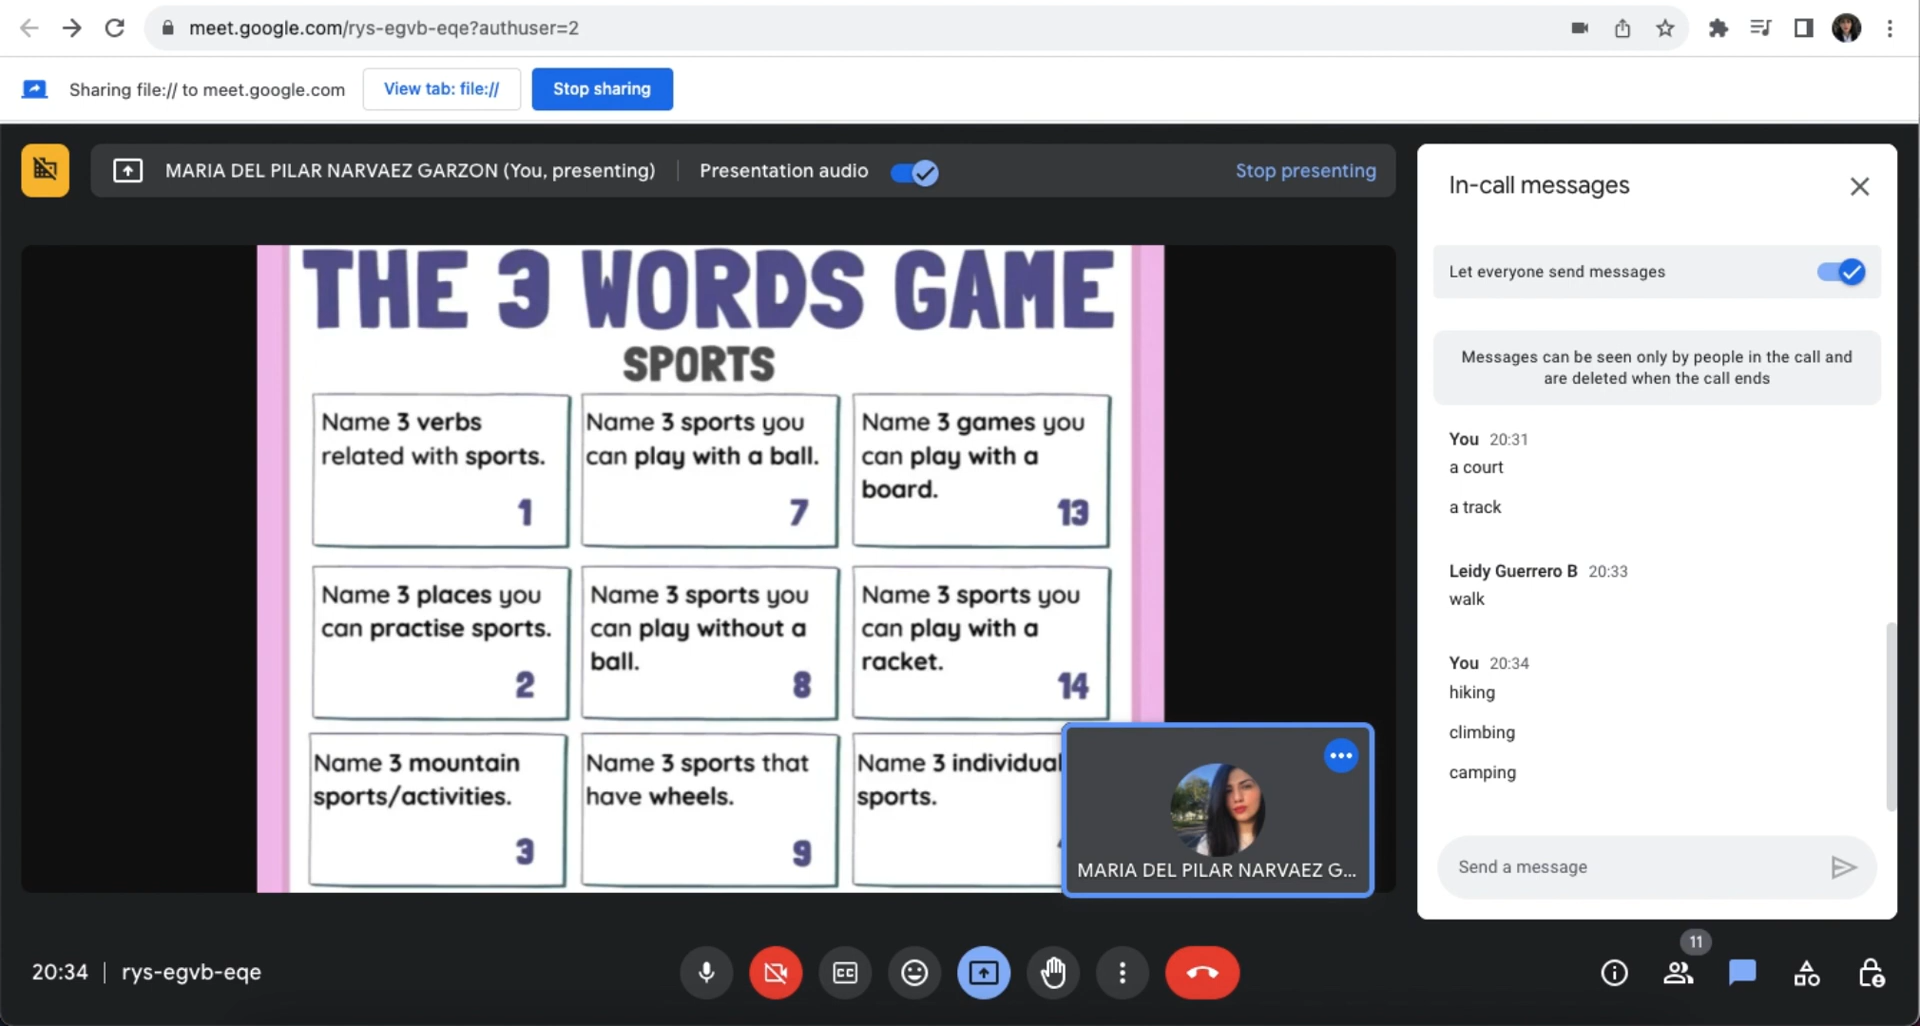 meet.google.com/rys-egvb-eqe?authuser=2
Sharing file:// to meet.google.com
View tab: file://
Stop sharing
MARIA DEL PILAR NARVAEZ GARZON (You, presenting)
Presentation audio
Stop presenting
THE 3 WORDS GAME
SPORTS
Name 3 verbs
related with sports.
1
Name 3 sports you
can play with a ball.
7
Name 3 games you
can play with a
board.
13
Name 3 places you
can practise sports.
2
Name 3 sports you
can play without a
ball.
8
Name 3 sports you
can play with a
racket.
14
Name 3 mountain
sports/activities.
3
Name 3 sports that
have wheels.
9
Name 3 individual
sports.
MARIA DEL PILAR NARVAEZ G...
In-call messages
Let everyone send messages
Messages can be seen only by people in the call and
are deleted when the call ends
You 20:31
a court
a track
Leidy Guerrero B 20:33
walk
You 20:34
hiking
climbing
camping
Send a message
20:34 | rys-egvb-eqe
CC
11